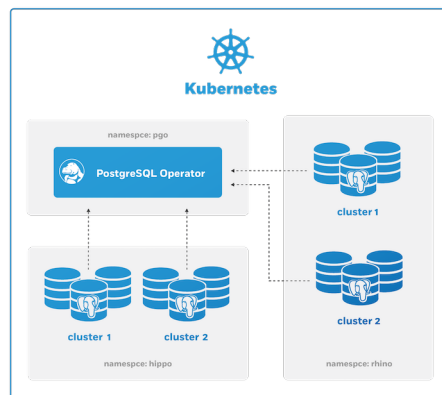 Kubernetes
namespce: pgo
PostgreSQL Operator
cluster 1
cluster 2
namespce: hippo
cluster 1
cluster 2
namespce: rhino